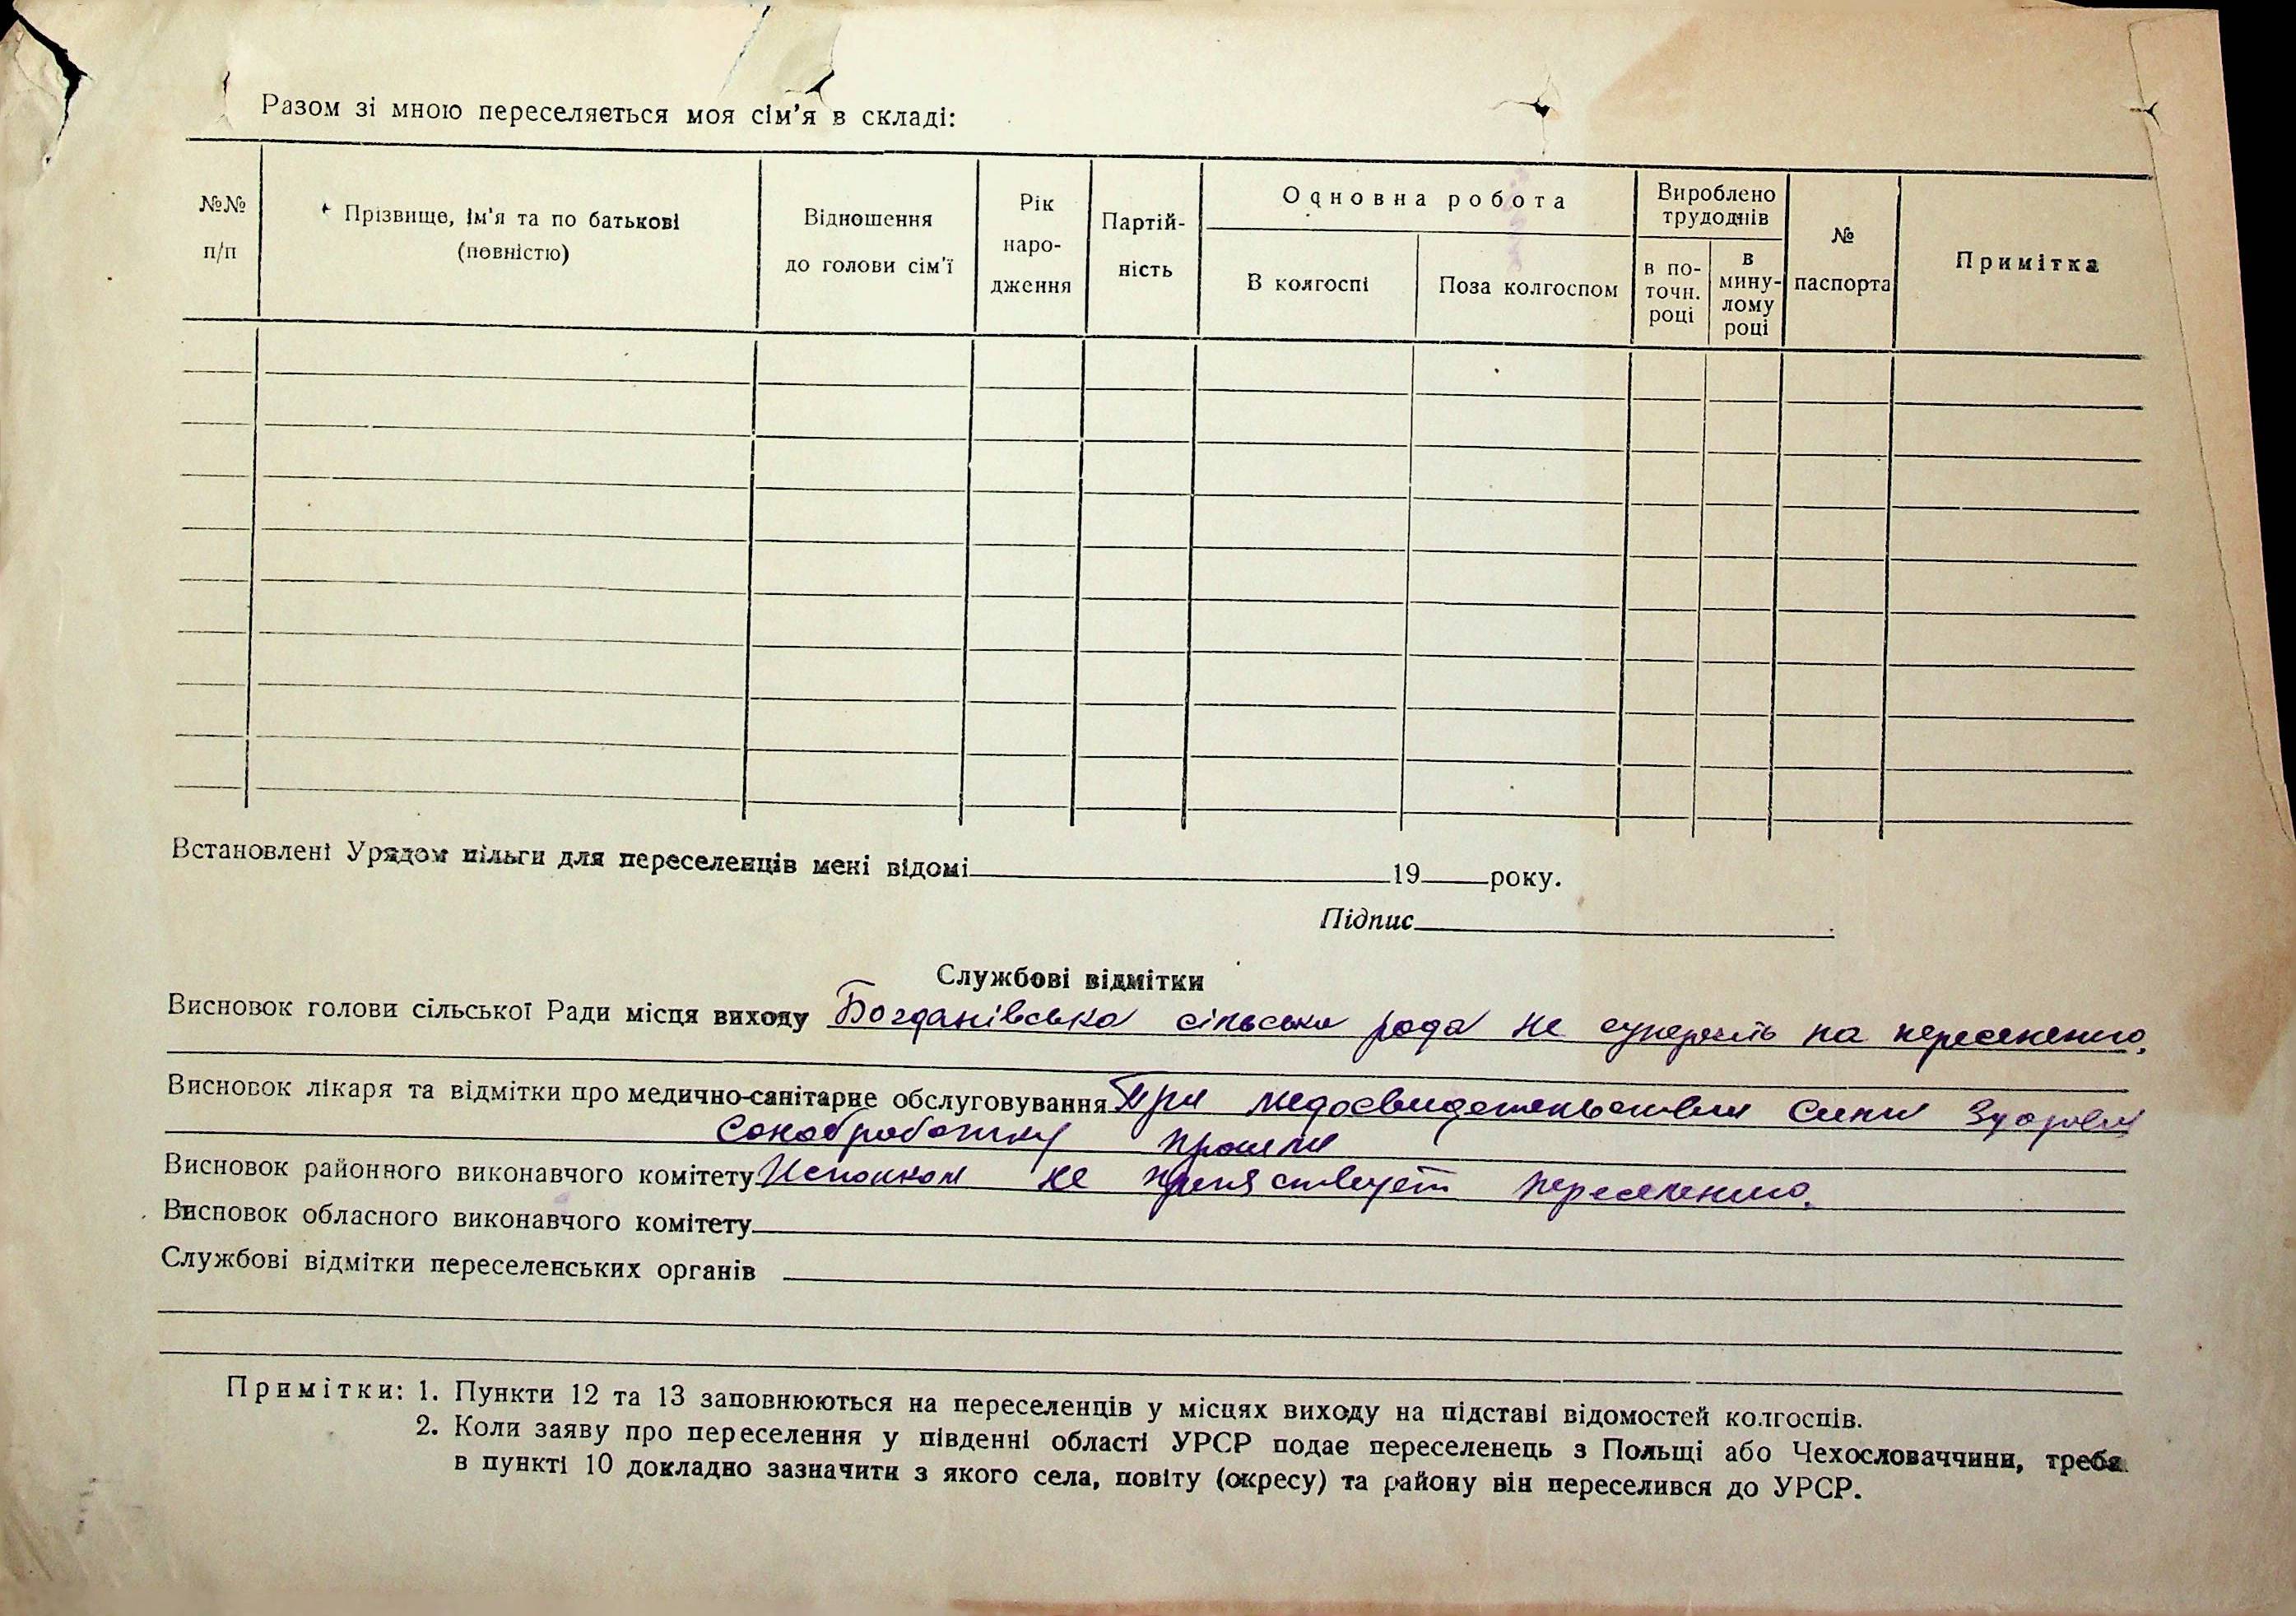 Разом зі мною переселяється моя сім'я в складі:
№№ п/п
Прізвище, ім'я та по батькові (повністю)
Відношення до голови сім'ї
Рік народження
Партійність
Основна робота
В колгоспі
Поза колгоспом
Вироблено трудоднів
в поточн. році
в минулому році
№ паспорта
Примітка
Встановлені Урядом пільги для переселенців мені відомі 19 року.
Підпис
Службові відмітки
Висновок голови сільської Ради місця виходу Богданівська сільська рада не суперечить на переселению.
Висновок лікаря та відмітки про медично-санітарне обслуговування При медосвидетельствии здоровы
Санобработку прошли
Висновок районного виконавчого комітету Исполком не препятствует переселению.
Висновок обласного виконавчого комітету
Службові відмітки переселенських органів
Примітки: 1. Пункти 12 та 13 заповнюються на переселенців у місцях виходу на підставі відомостей колгоспів.
2. Коли заяву про переселення у південні області УРСР подає переселенець з Польщі або Чехословаччини, треба
в пункті 10 докладно зазначити з якого села, повіту (окресу) та району він переселився до УРСР.